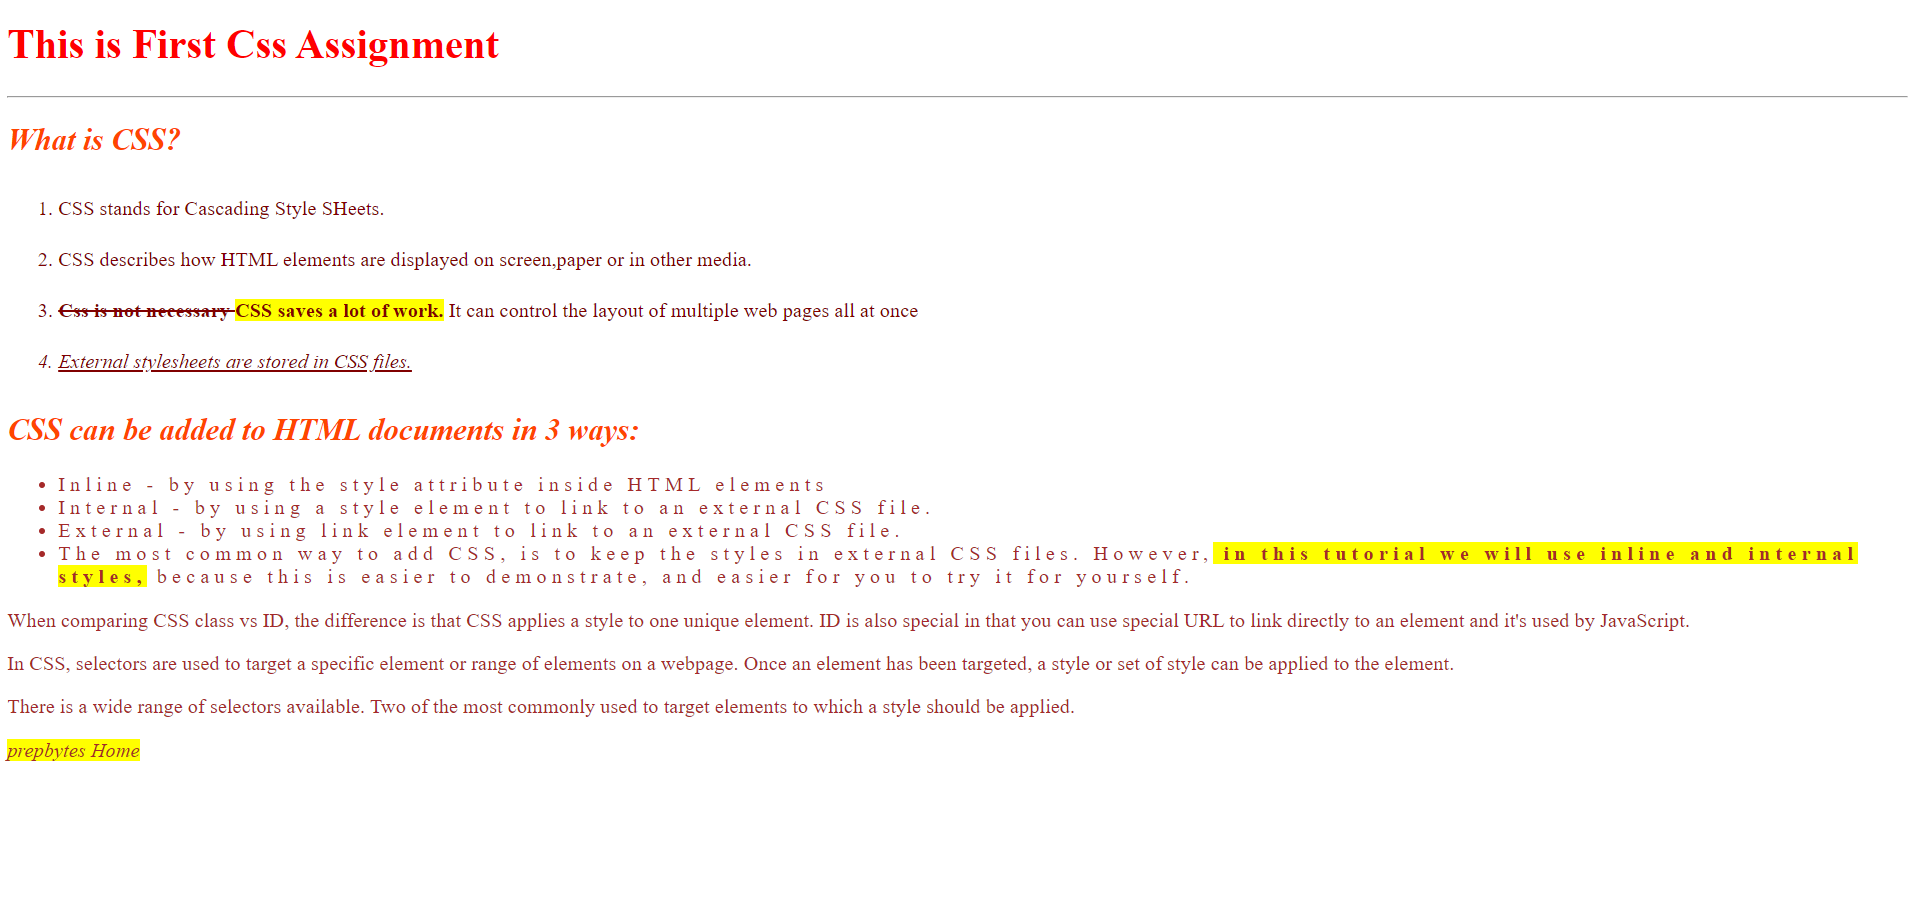 This is First Css Assignment
What is CSS?
1. CSS stands for Cascading Style SHeets.
2. CSS describes how HTML elements are displayed on screen,paper or in other media.
3. Css is not necessary CSS saves a lot of work. It can control the layout of multiple web pages all at once
4. External stylesheets are stored in CSS files.
CSS can be added to HTML documents in 3 ways:
• Inline - by using the style attribute inside HTML elements
• Internal - by using a style element to link to an external CSS file.
• External - by using link element to link to an external CSS file.
• The most common way to add CSS, is to keep the styles in external CSS files. However, in this tutorial we will use inline and internal
styles, because this is easier to demonstrate, and easier for you to try it for yourself.
When comparing CSS class vs ID, the difference is that CSS applies a style to one unique element. ID is also special in that you can use special URL to link directly to an element and it's used by JavaScript.
In CSS, selectors are used to target a specific element or range of elements on a webpage. Once an element has been targeted, a style or set of style can be applied to the element.
There is a wide range of selectors available. Two of the most commonly used to target elements to which a style should be applied.
prepbytes Home